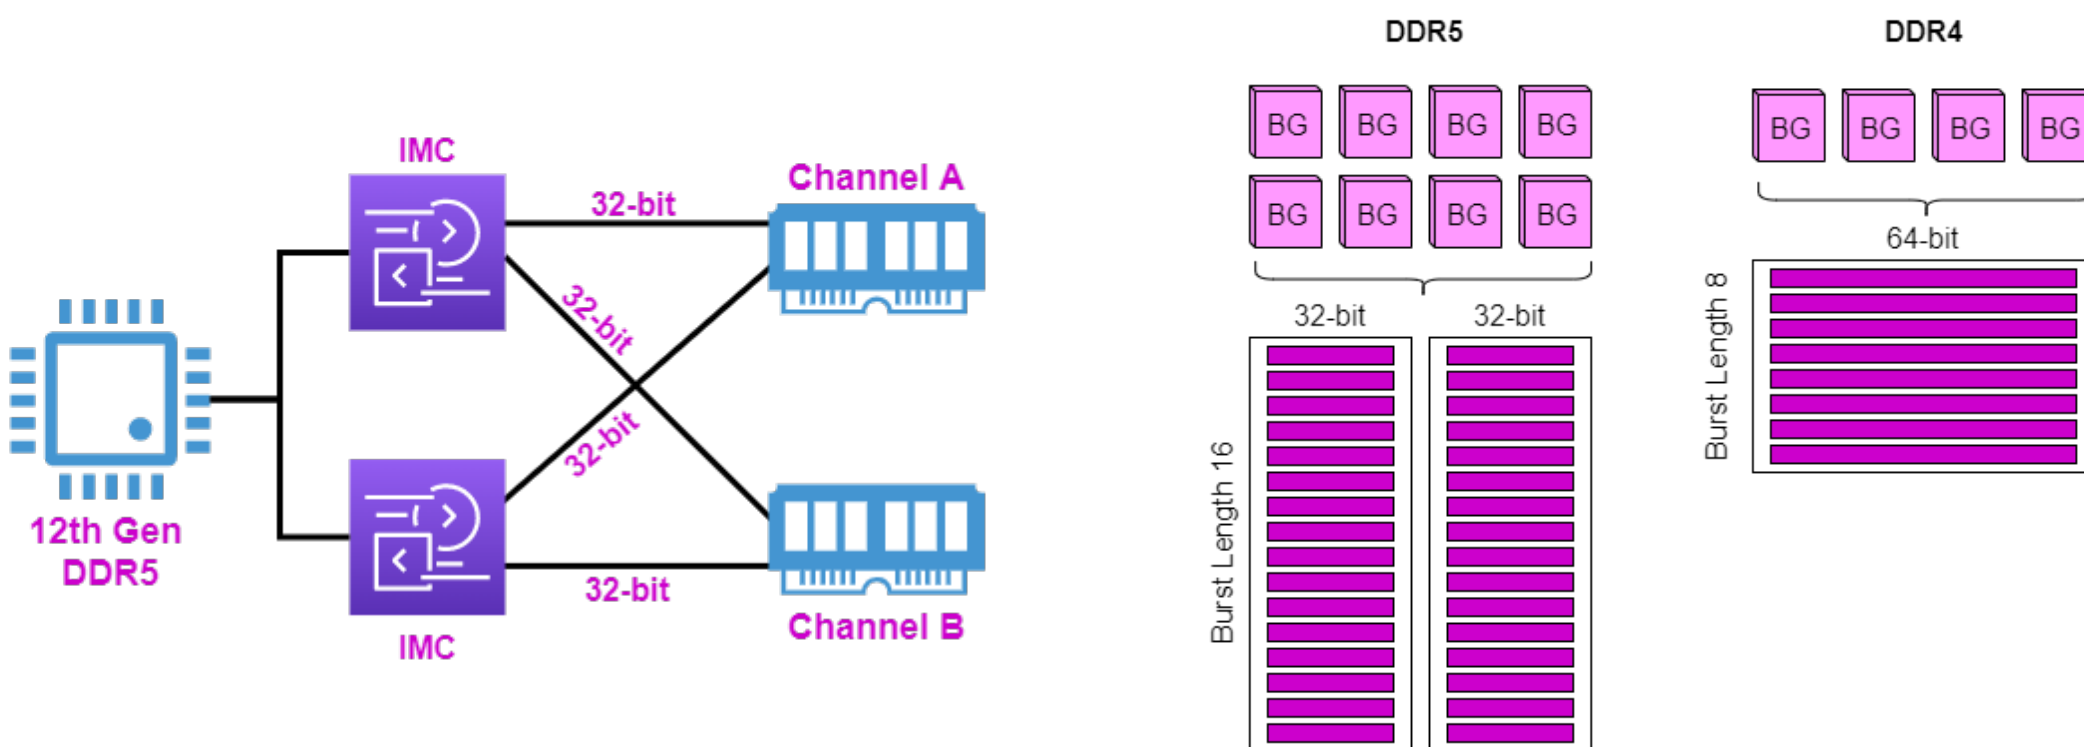 IMC
32-bit
Channel A
32-bit
12th Gen
DDR5
32-bit
32-bit
Channel B
IMC
DDR5
BG BG BG BG
BG BG BG BG
32-bit 32-bit
Burst Length 16
DDR4
BG BG BG BG
64-bit
Burst Length 8